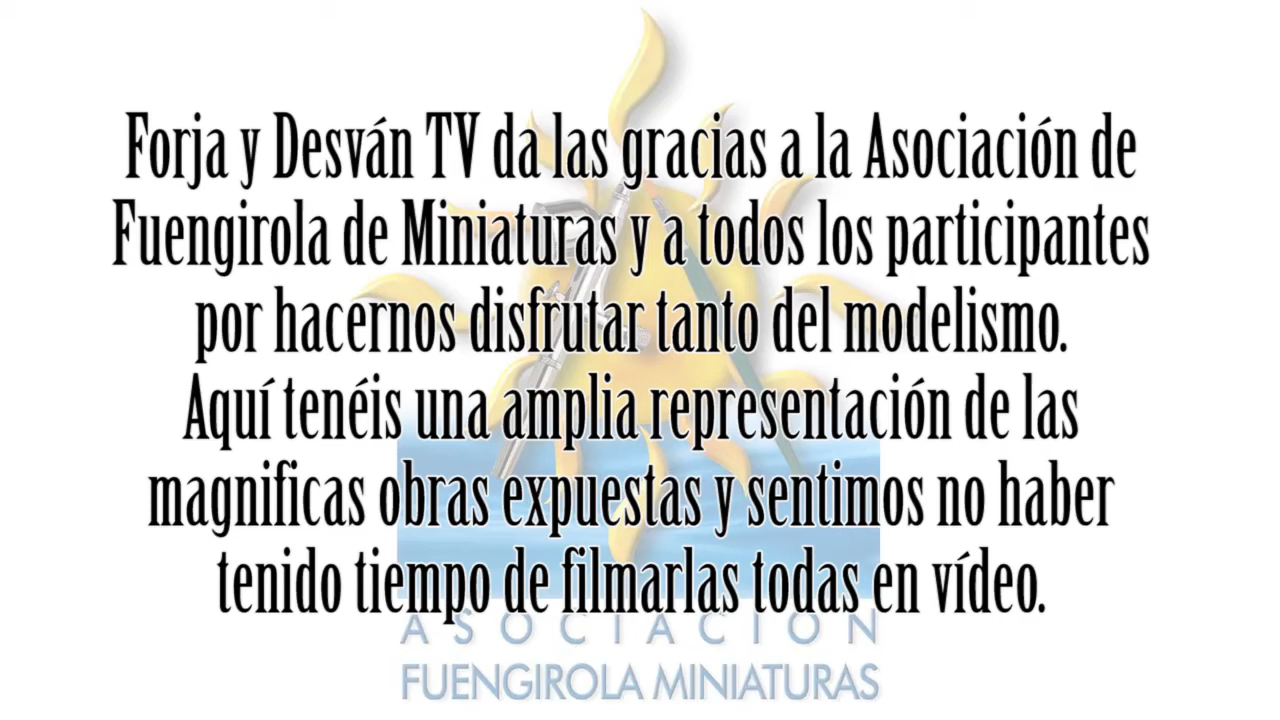 Forja y Desván TV da las gracias a la Asociación de
Fuengirola de Miniaturas y a todos los participantes
por hacernos disfrutar tanto del modelismo.
Aquí tenéis una amplia representación de las
magnificas obras expuestas y sentimos no haber
tenido tiempo de filmarlas todas en vídeo.
ASOCIACION
FUENGIROLA MINIATURAS